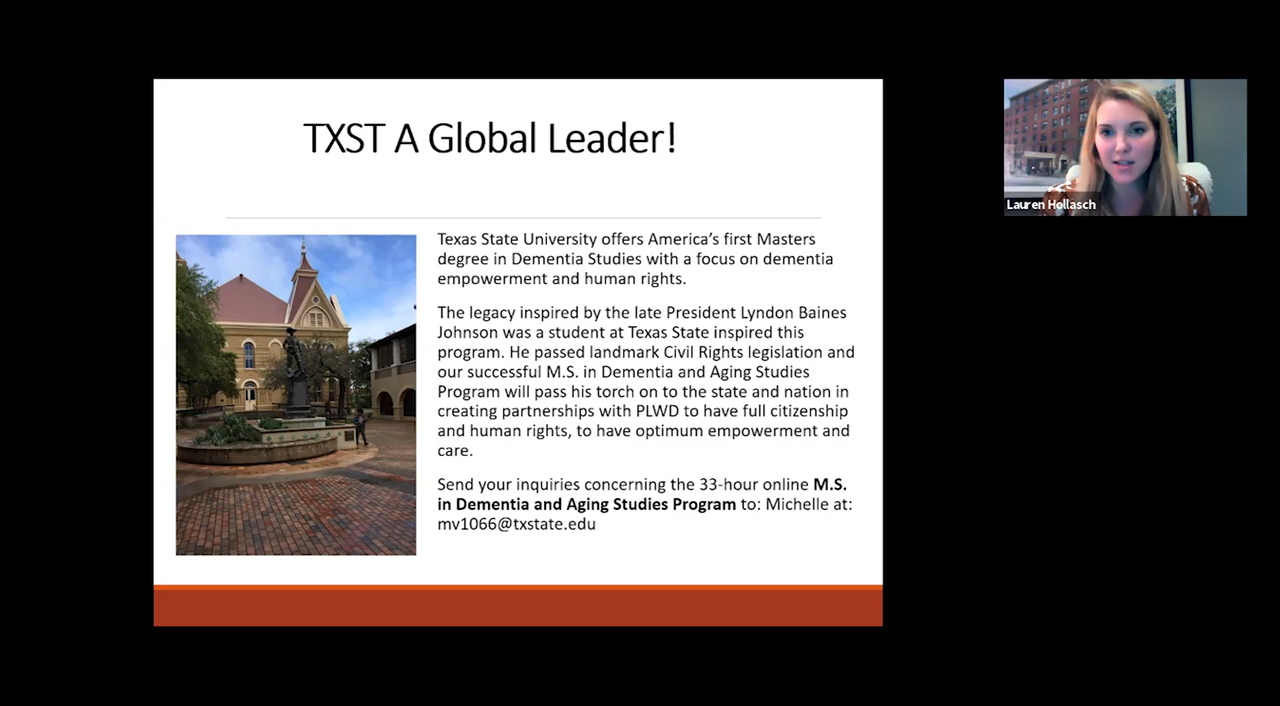 TXST A Global Leader!
Texas State University offers America's first Masters
degree in Dementia Studies with a focus on dementia
empowerment and human rights.
The legacy inspired by the late President Lyndon Baines
Johnson was a student at Texas State inspired this
program. He passed landmark Civil Rights legislation and
our successful M.S. in Dementia and Aging Studies
Program will pass his torch on to the state and nation in
creating partnerships with PLWD to have full citizenship
and human rights, to have optimum empowerment and
care.
Send your inquiries concerning the 33-hour online M.S.
in Dementia and Aging Studies Program to: Michelle at:
mv1066@txstate.edu
Lauren Hollasch